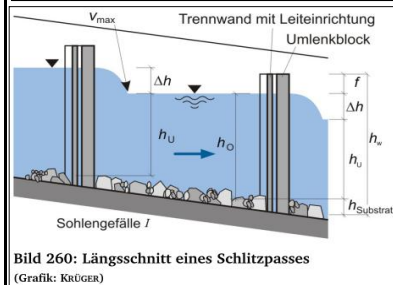 v_max
Trennwand mit Leiteinrichtung
Umlenkblock
Δh
f
Δh
h_U
h_O
h_w
h_U
h_Substrat
Sohlengefälle I
Bild 260: Längsschnitt eines Schlitzpasses
(Grafik: KRÜGER)